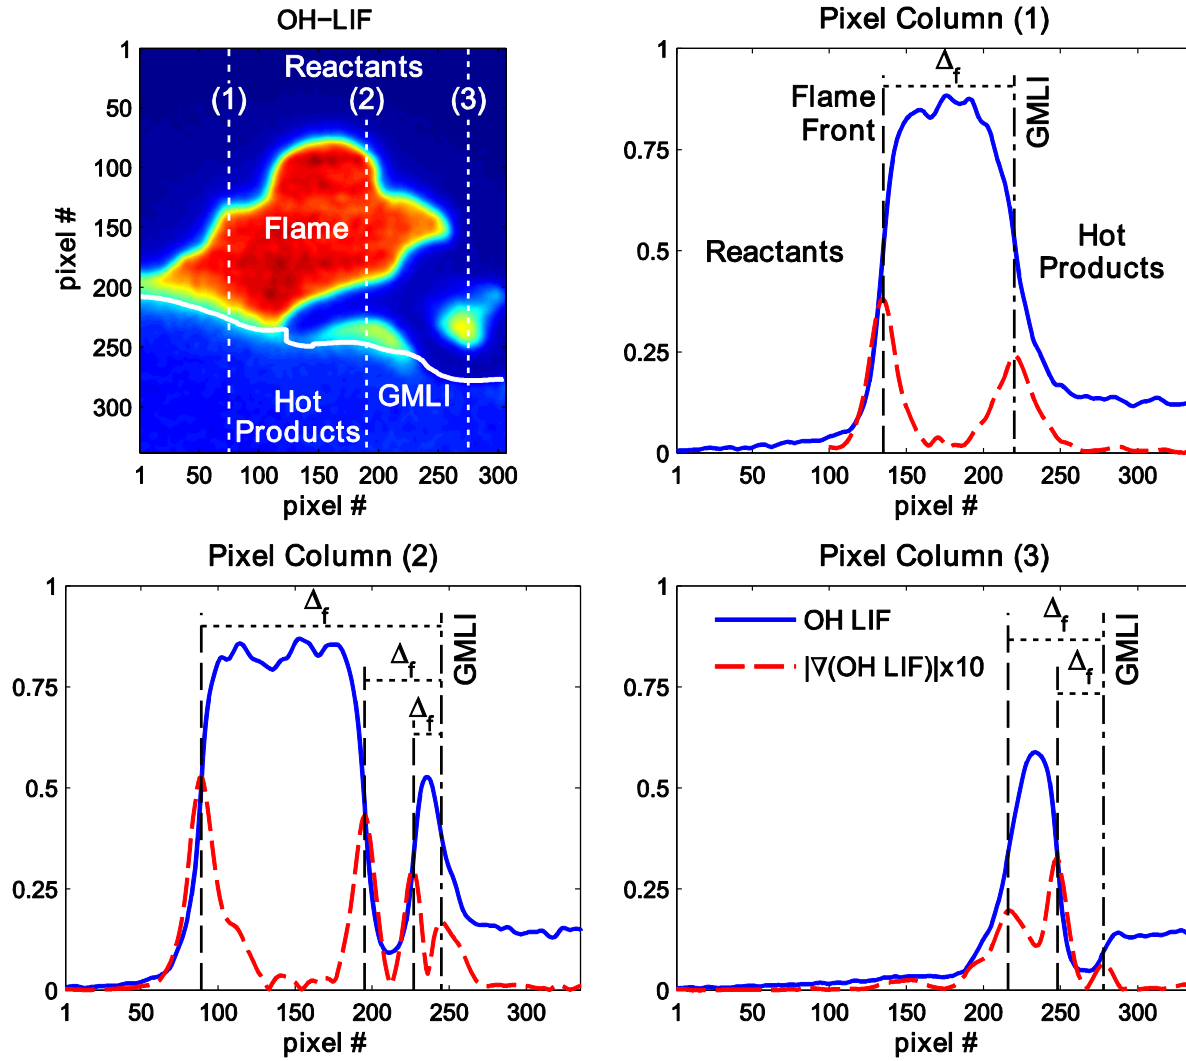 OH−LIF
1
50
100
150
200
250
300
pixel #
Reactants
(1) (2) (3)
Flame
GMLI
Hot
Products
1 50 100 150 200 250 300
pixel #
Pixel Column (1)
1
0.75
0.5
0.25
0
Δf
Flame
Front
GMLI
Reactants
Hot
Products
1 50 100 150 200 250 300
pixel #
Pixel Column (2)
1
0.75
0.5
0.25
0
Δf
Δf
Δf
GMLI
1 50 100 150 200 250 300
pixel #
Pixel Column (3)
1
0.75
0.5
0.25
0
OH LIF
|∇(OH LIF)|x10
Δf
Δf
GMLI
1 50 100 150 200 250 300
pixel #